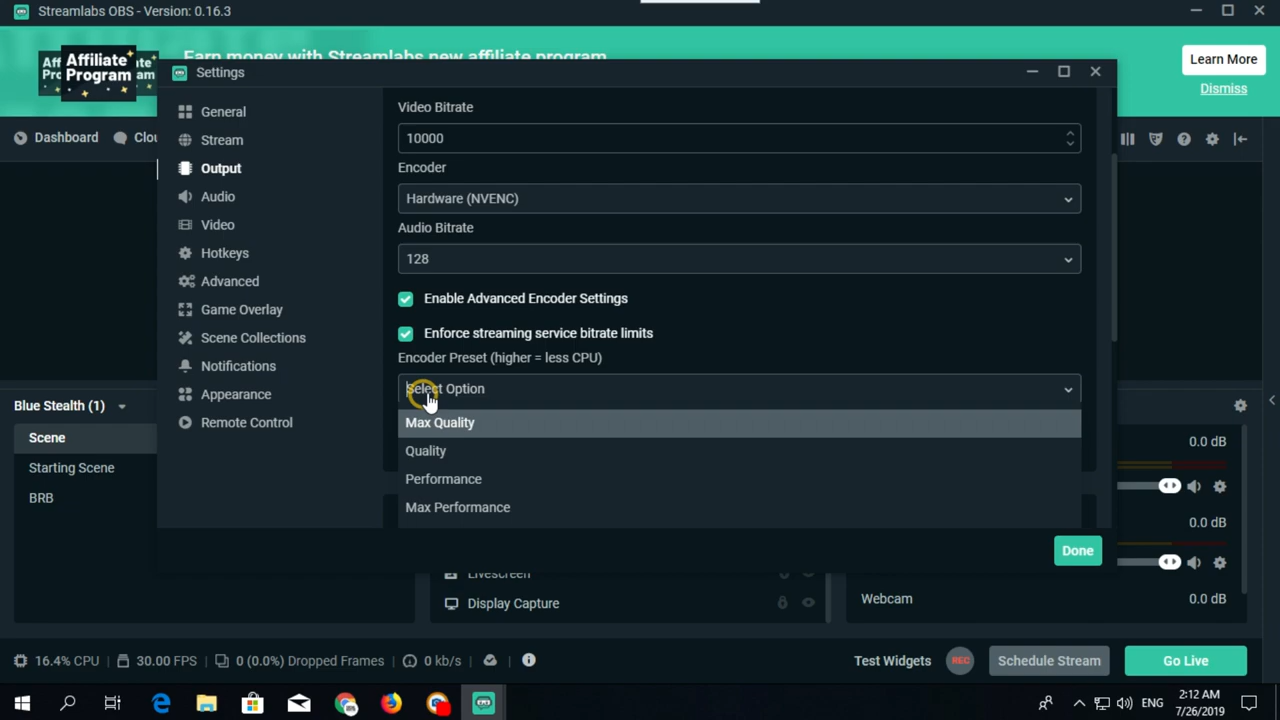 Streamlabs OBS - Version: 0.16.3
Affiliate
Program
Earn money with Streamlabs new affiliate program
Learn More
Dismiss
Settings
Dashboard
Clou
General
Stream
Output
Audio
Video
Hotkeys
Advanced
Game Overlay
Scene Collections
Notifications
Appearance
Remote Control
Video Bitrate
10000
Encoder
Hardware (NVENC)
Audio Bitrate
128
Enable Advanced Encoder Settings
Enforce streaming service bitrate limits
Encoder Preset (higher = less CPU)
Select Option
Max Quality
Quality
Performance
Max Performance
Done
Blue Stealth (1)
Scene
Starting Scene
BRB
Livescreen
Display Capture
0.0 dB
0.0 dB
Webcam
0.0 dB
16.4% CPU
30.00 FPS
0 (0.0%) Dropped Frames
0 kb/s
Test Widgets
REC
Schedule Stream
Go Live
ENG
2:12 AM
7/26/2019